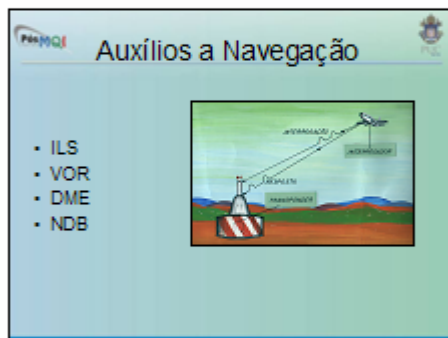 PósMQI
Auxílios a Navegação
ILS
VOR
DME
NDB
INTERROGAÇÃO
INTERROGADOR
RESPOSTA
TRANSPONDER